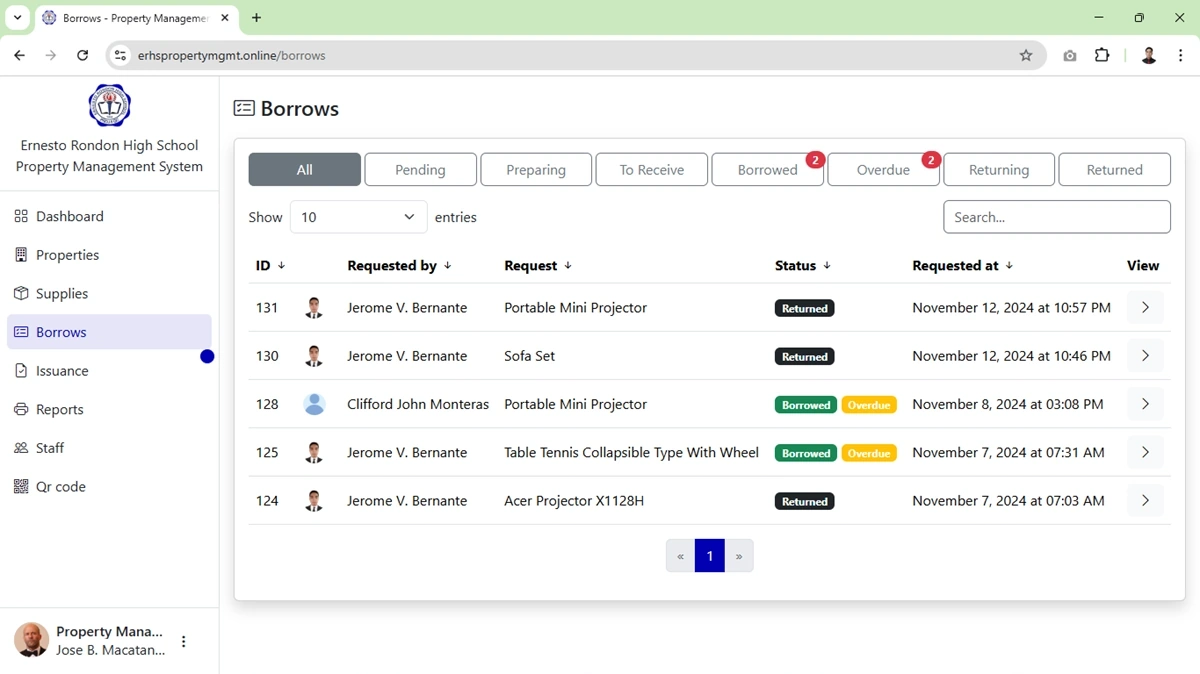 Borrows - Property Manageme
erhspropertymgmt.online/borrows
Ernesto Rondon High School
Property Management System
Dashboard
Properties
Supplies
Borrows
Issuance
Reports
Staff
Qr code
Property Mana...
Jose B. Macatan...
Borrows
All
Pending
Preparing
To Receive
Borrowed
2
Overdue
2
Returning
Returned
Show 10 entries
Search...
ID ↓ Requested by ↓ Request ↓ Status ↓ Requested at ↓ View
131 Jerome V. Bernante Portable Mini Projector Returned November 12, 2024 at 10:57 PM
130 Jerome V. Bernante Sofa Set Returned November 12, 2024 at 10:46 PM
128 Clifford John Monteras Portable Mini Projector Borrowed Overdue November 8, 2024 at 03:08 PM
125 Jerome V. Bernante Table Tennis Collapsible Type With Wheel Borrowed Overdue November 7, 2024 at 07:31 AM
124 Jerome V. Bernante Acer Projector X1128H Returned November 7, 2024 at 07:03 AM
« 1 »